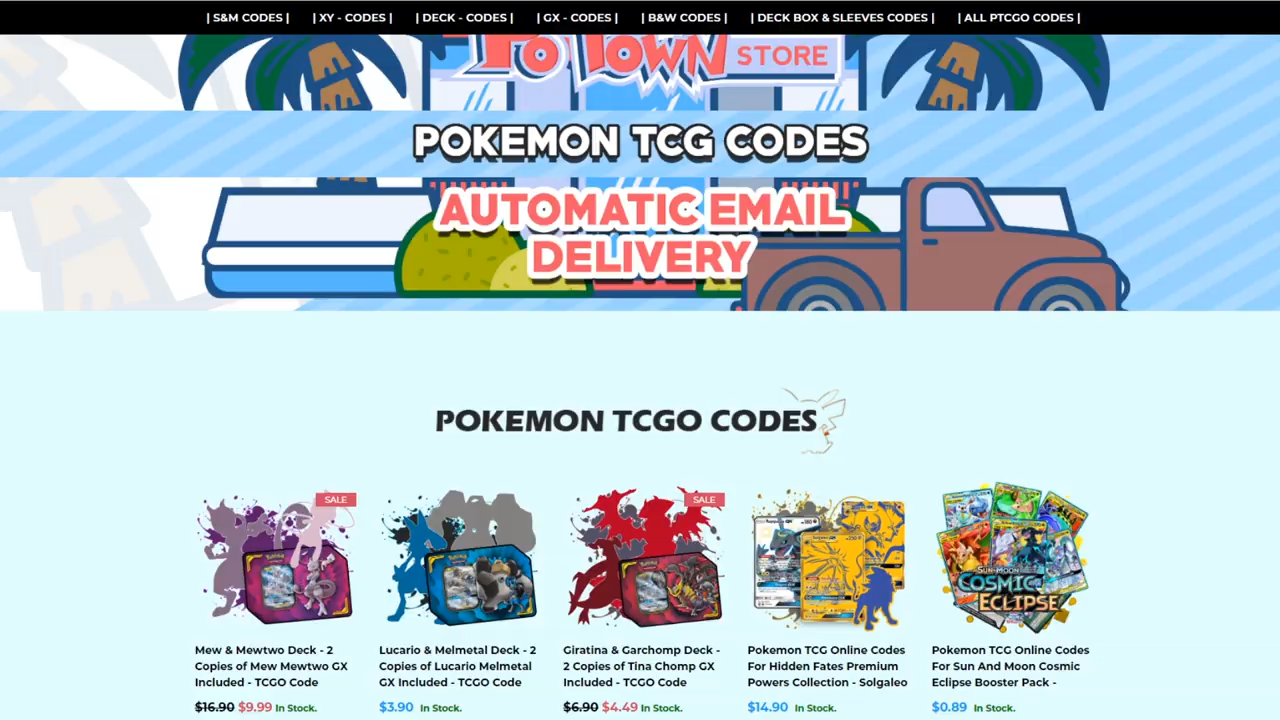 | S&M CODES | | XY - CODES | | DECK - CODES | | GX - CODES | | B&W CODES | | DECK BOX & SLEEVES CODES | | ALL PTCGO CODES |
PO TOWN STORE
POKEMON TCG CODES
AUTOMATIC EMAIL
DELIVERY
POKEMON TCGO CODES
SALE
SALE
SUN & MOON
COSMIC
ECLIPSE
Mew & Mewtwo Deck - 2
Copies of Mew Mewtwo GX
Included - TCGO Code
$16.90 $9.99 In Stock.
Lucario & Melmetal Deck - 2
Copies of Lucario Melmetal
GX Included - TCGO Code
$3.90 In Stock.
Giratina & Garchomp Deck -
2 Copies of Tina Chomp GX
Included - TCGO Code
$6.90 $4.49 In Stock.
Pokemon TCG Online Codes
For Hidden Fates Premium
Powers Collection - Solgaleo
$14.90 In Stock.
Pokemon TCG Online Codes
For Sun And Moon Cosmic
Eclipse Booster Pack -
$0.89 In Stock.